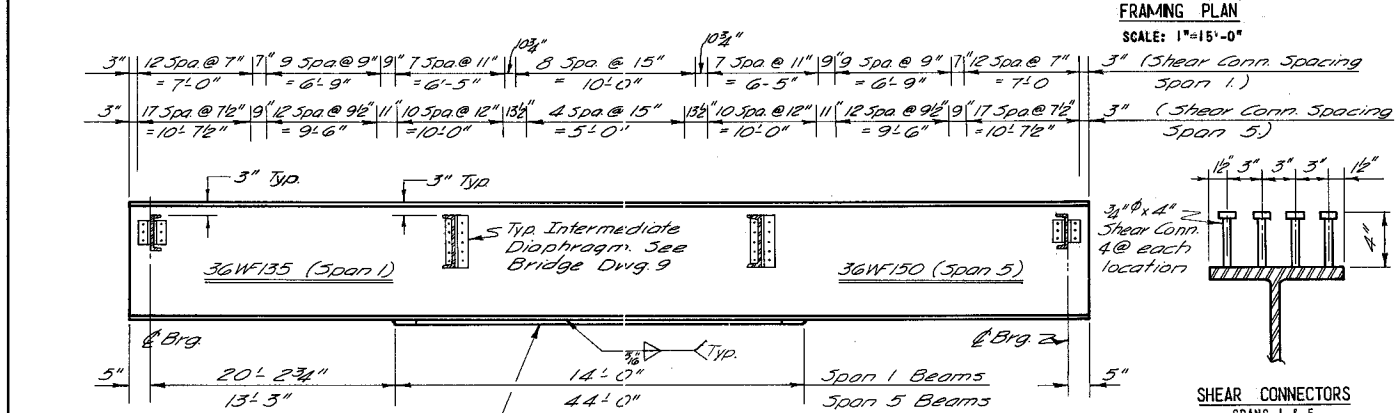 FRAMING PLAN
SCALE: 1"=15'-0"
10¾" 10¾"
3" 12 Spa. @ 7" 7" 9 Spa @ 9" 9" 7 Spa @ 11" 8 Spa. @ 15" 7 Spa @ 11" 9" 9 Spa. @ 9" 7" 12 Spa. @ 7" 3" (Shear Conn. Spacing
= 7'-0" = 6'-9" = 6'-5" = 10'-0" = 6-5" = 6'-9" = 7'-0 Span 1.)
3" 17 Spa. @ 7½" 9" 12 Spa. @ 9½" 11" 10 Spa. @ 12" 13½" 4 Spa @ 15" 13½" 10 Spa. @ 12" 11" 12 Spa. @ 9½" 9" 17 Spa @ 7½" 3" (Shear Conn. Spacing
=10'-7½" = 9'-6" =10'-0" =5'-0" = 10'-0" = 9'-6" =10'-7½" Span 5.)
3" Typ. 3" Typ.
1½" 3" 3" 3" 1½"
¾"φ x 4"
Shear Conn.
4 @ each
location
4"
Typ. Intermediate
Diaphragm. See
Bridge Dwg. 9
36WF135 (Span 1) 36WF150 (Span 5)
℄ Brg. 3/16 Typ. ℄ Brg.
5" 20'-2¾" 14'-0" Span 1 Beams 5"
13'-3" 44'-0" Span 5 Beams
SHEAR CONNECTORS
SPANS 1 & 5